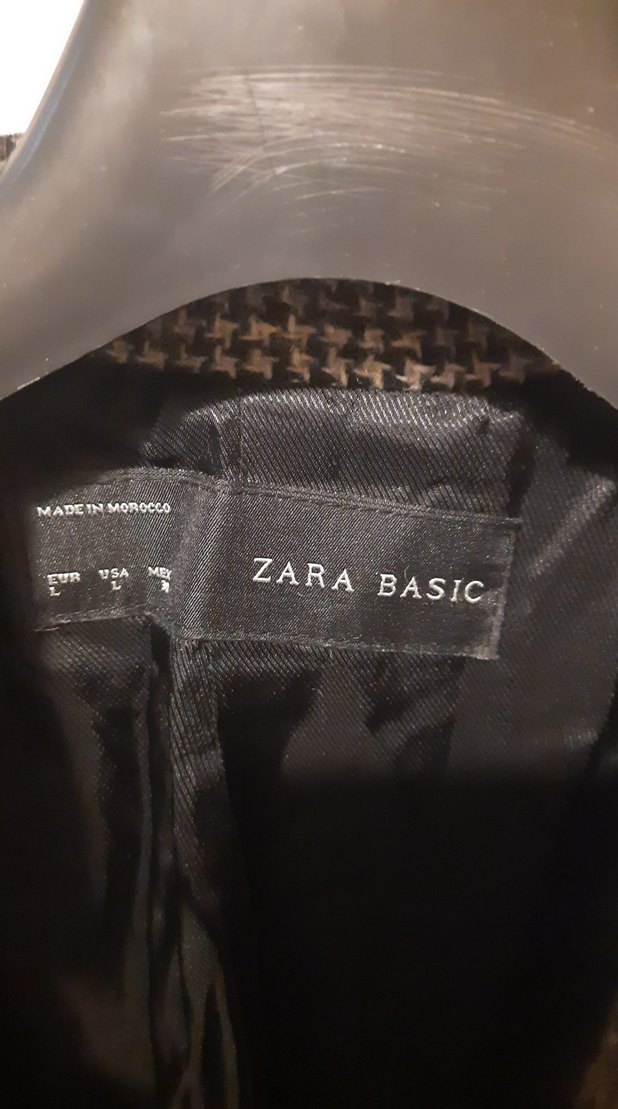 MADE IN MOROCCO
EUR USA MEX
L L
ZARA BASIC